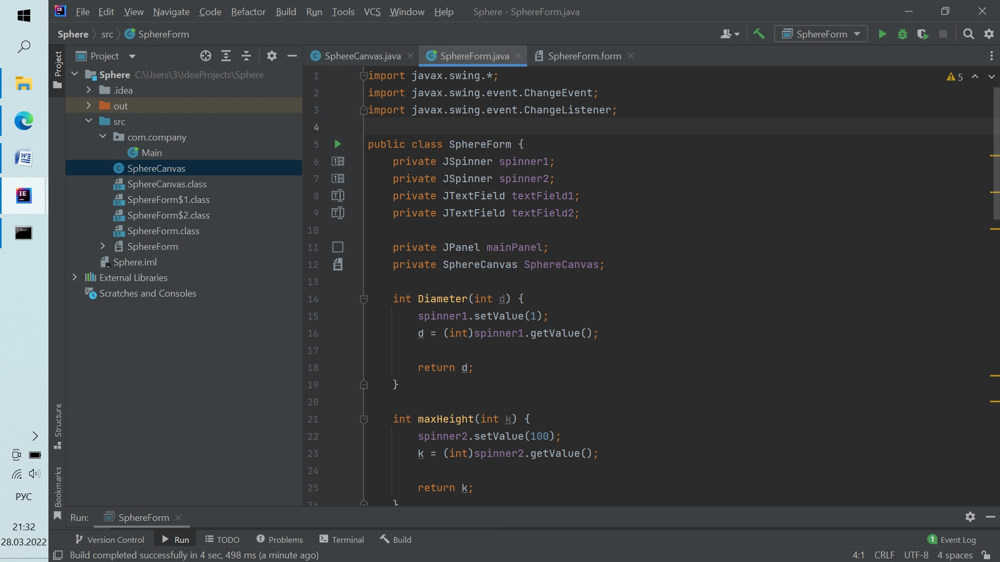 File Edit View Navigate Code Refactor Build Run Tools VCS Window Help Sphere - SphereForm.java
Sphere src SphereForm
SphereForm
Project
SphereCanvas.java SphereForm.java SphereForm.form
Project
Sphere C:\Users\3\IdeaProjects\Sphere
.idea
out
src
com.company
Main
SphereCanvas
SphereCanvas.class
SphereForm$1.class
SphereForm$2.class
SphereForm.class
SphereForm
Sphere.iml
External Libraries
Scratches and Consoles
5
1 import javax.swing.*;
2 import javax.swing.event.ChangeEvent;
3 import javax.swing.event.ChangeListener;
4
5 public class SphereForm {
6 private JSpinner spinner1;
7 private JSpinner spinner2;
8 private JTextField textField1;
9 private JTextField textField2;
10
11 private JPanel mainPanel;
12 private SphereCanvas SphereCanvas;
13
14 int Diameter(int d) {
15 spinner1.setValue(1);
16 d = (int)spinner1.getValue();
17
18 return d;
19 }
20
21 int maxHeight(int k) {
22 spinner2.setValue(100);
23 k = (int)spinner2.getValue();
24
25 return k;
26 }
Structure
Bookmarks
Run: SphereForm
Version Control Run TODO Problems Terminal Build 1 Event Log
Build completed successfully in 4 sec, 498 ms (a minute ago) 4:1 CRLF UTF-8 4 spaces
РУС
21:32
28.03.2022